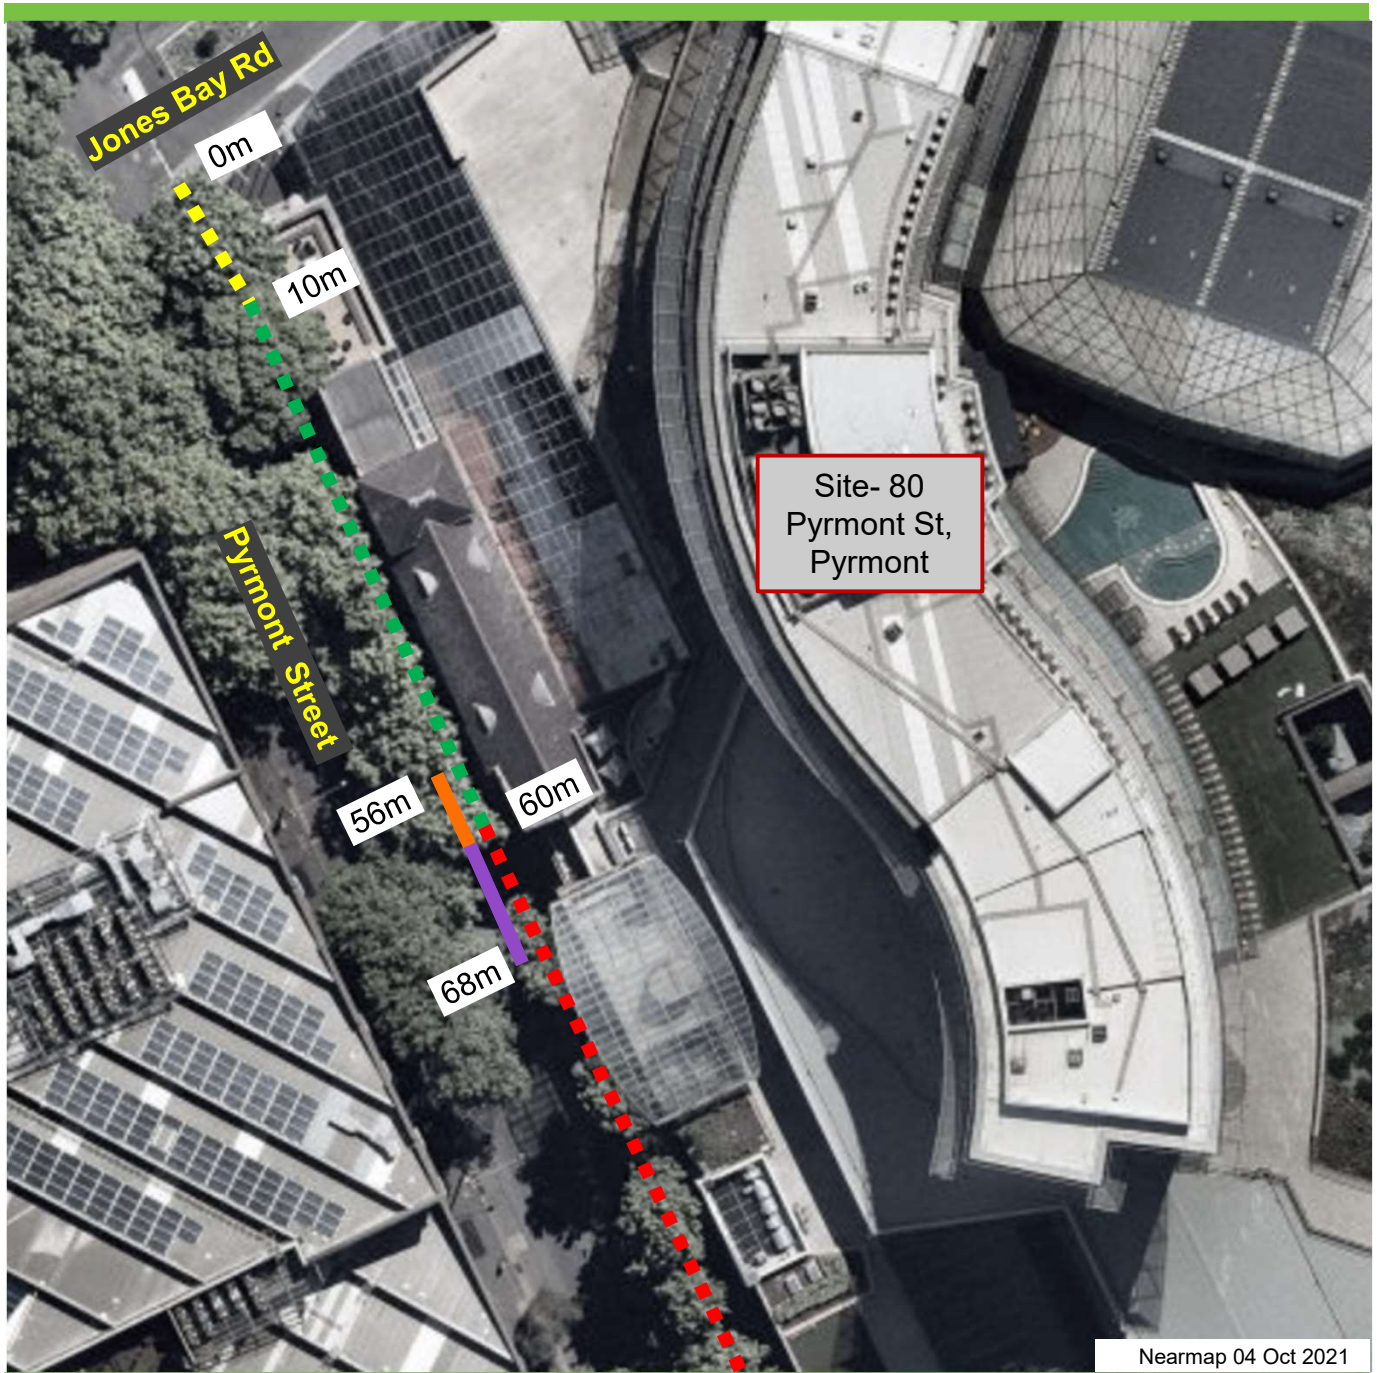 Jones Bay Rd
0m
10m
Site- 80
Pyrmont St,
Pyrmont
Pyrmont Street
56m
60m
68m
Nearmap 04 Oct 2021